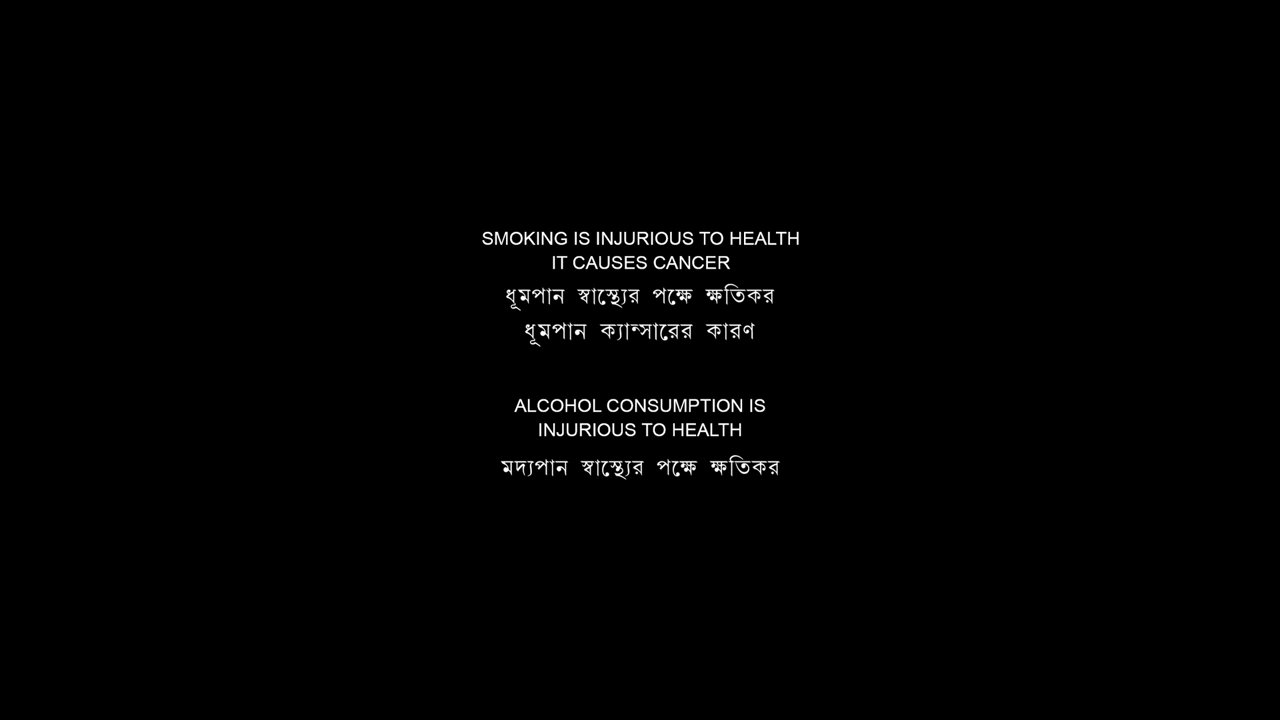 SMOKING IS INJURIOUS TO HEALTH
IT CAUSES CANCER
ধূমপান স্বাস্থ্যের পক্ষে ক্ষতিকর
ধূমপান ক্যান্সারের কারণ
ALCOHOL CONSUMPTION IS
INJURIOUS TO HEALTH
মদ্যপান স্বাস্থ্যের পক্ষে ক্ষতিকর